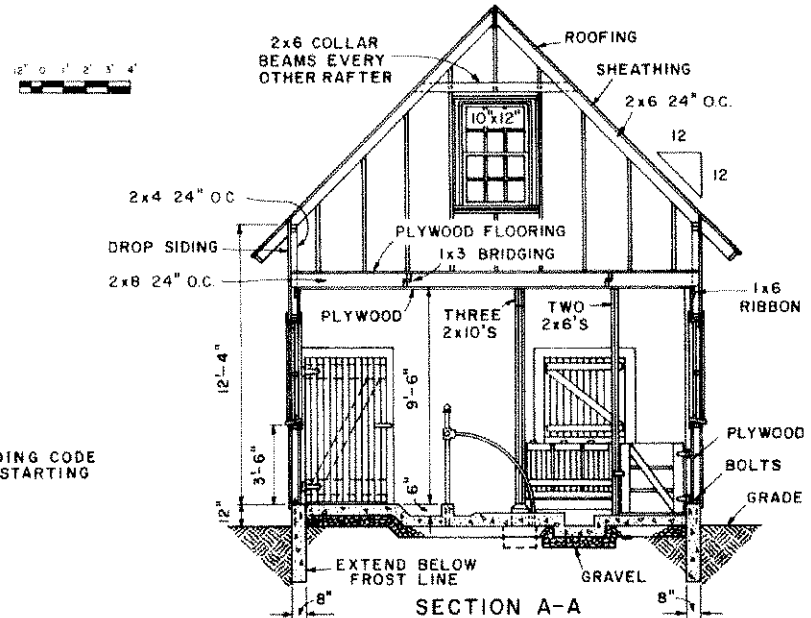 12" 0 1' 2' 3' 4'
2x6 COLLAR
BEAMS EVERY
OTHER RAFTER
ROOFING
SHEATHING
2x6 24" O.C.
10"x12"
12
12
2x4 24" O C
DROP SIDING
PLYWOOD FLOORING
1x3 BRIDGING
2x8 24" O.C.
PLYWOOD
THREE
2x10'S
TWO
2x6'S
1x6
RIBBON
12'-4"
9'-6"
3'-6"
6"
12"
DING CODE
STARTING
PLYWOOD
BOLTS
GRADE
EXTEND BELOW
FROST LINE
GRAVEL
8"
8"
SECTION A-A